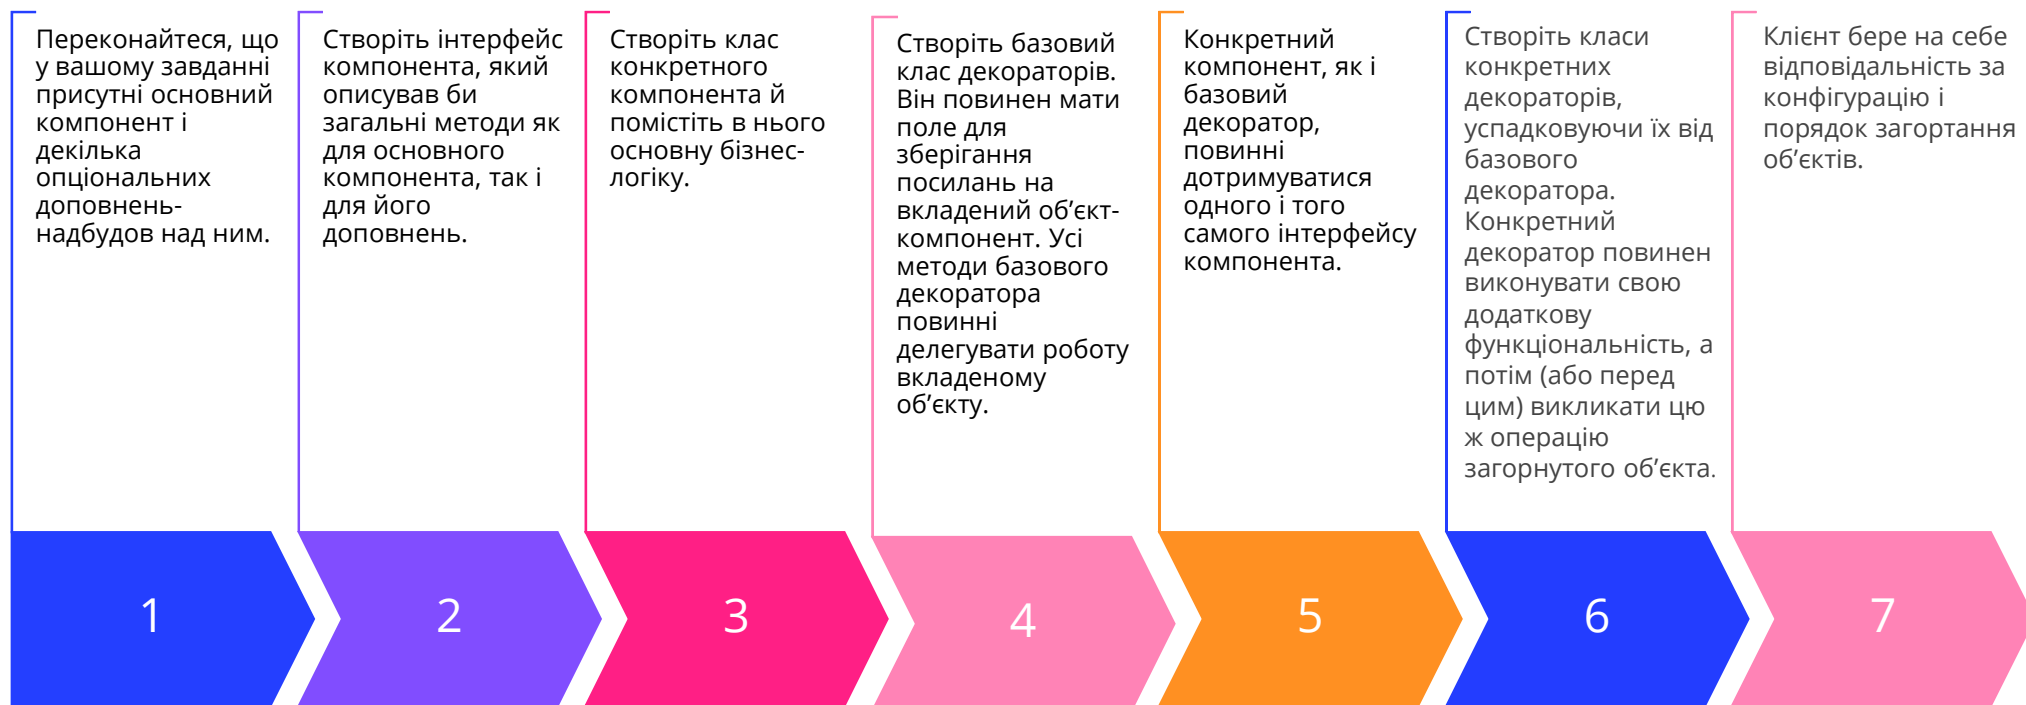 Переконайтеся, що
у вашому завданні
присутні основний
компонент і
декілька
опціональних
доповнень-
надбудов над ним.
Створіть інтерфейс
компонента, який
описував би
загальні методи як
для основного
компонента, так і
для його
доповнень.
Створіть клас
конкретного
компонента й
помістіть в нього
основну бізнес-
логіку.
Створіть базовий
клас декораторів.
Він повинен мати
поле для
зберігання
посилань на
вкладений об’єкт-
компонент. Усі
методи базового
декоратора
повинні
делегувати роботу
вкладеному
об’єкту.
Конкретний
компонент, як і
базовий
декоратор,
повинні
дотримуватися
одного і того
самого інтерфейсу
компонента.
Створіть класи
конкретних
декораторів,
успадковуючи їх від
базового
декоратора.
Конкретний
декоратор повинен
виконувати свою
додаткову
функціональність, а
потім (або перед
цим) викликати цю
ж операцію
загорнутого об’єкта.
Клієнт бере на себе
відповідальність за
конфігурацію і
порядок загортання
об’єктів.
1
2
3
4
5
6
7